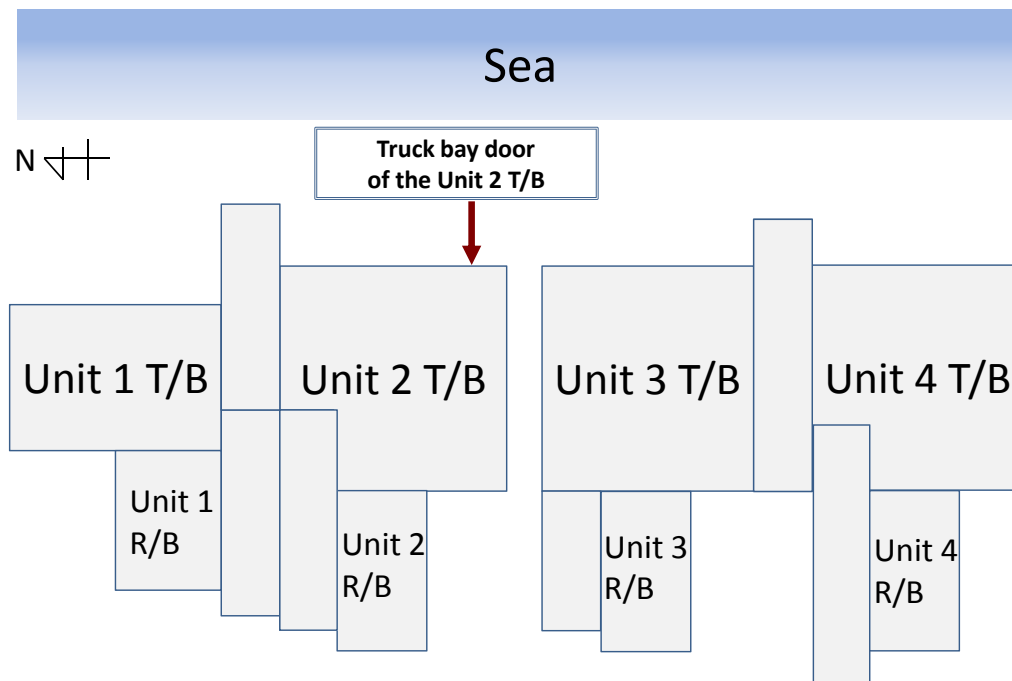 Sea
N
Truck bay door
of the Unit 2 T/B
Unit 1 T/B
Unit 2 T/B
Unit 3 T/B
Unit 4 T/B
Unit 1
R/B
Unit 2
R/B
Unit 3
R/B
Unit 4
R/B